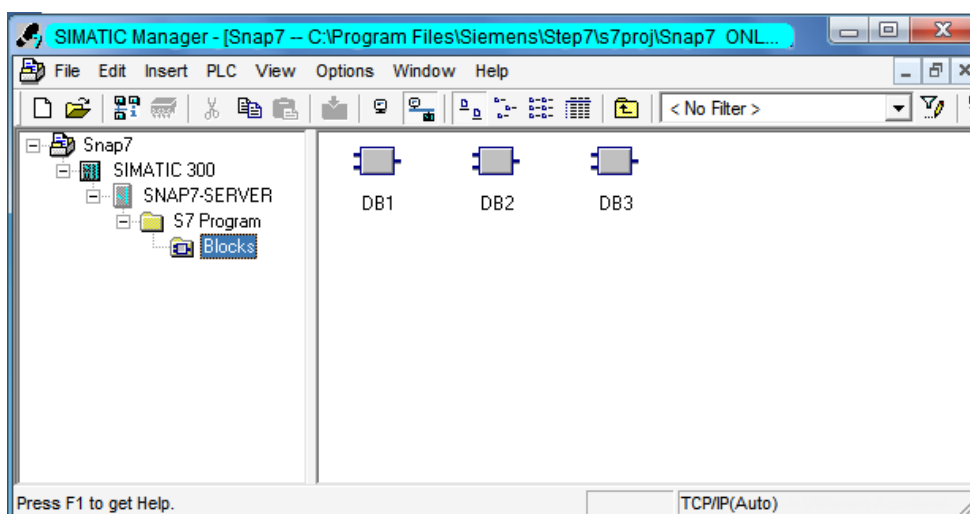 SIMATIC Manager - [Snap7 -- C:\Program Files\Siemens\Step7\s7proj\Snap7 ONL...
File Edit Insert PLC View Options Window Help
< No Filter >
Snap7
SIMATIC 300
SNAP7-SERVER
S7 Program
Blocks
DB1 DB2 DB3
Press F1 to get Help. TCP/IP(Auto)